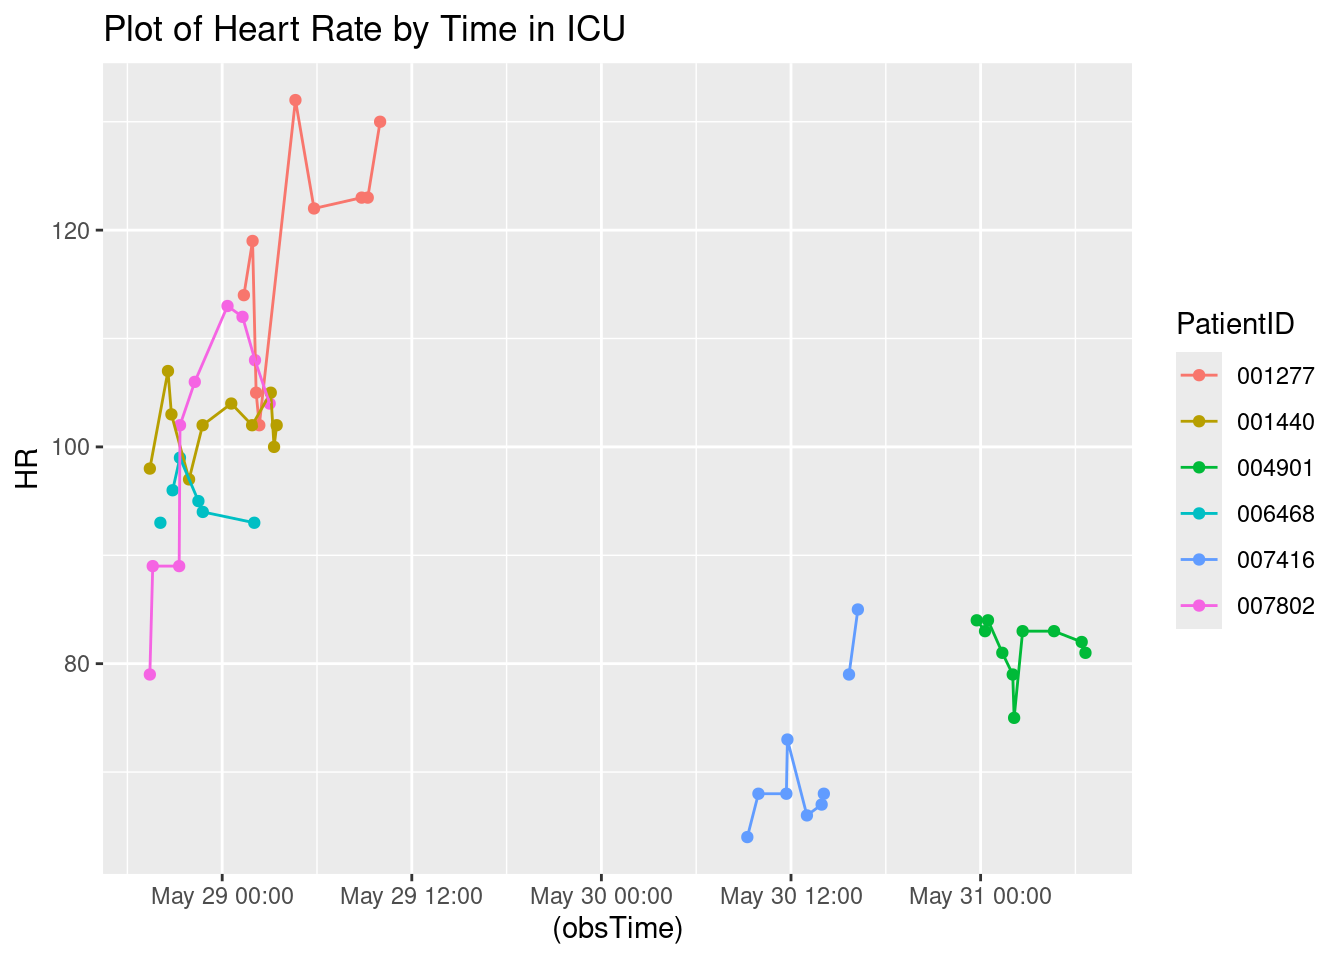 Plot of Heart Rate by Time in ICU
120
100
80
HR
May 29 00:00
May 29 12:00
May 30 00:00
May 30 12:00
May 31 00:00
(obsTime)
PatientID
001277
001440
004901
006468
007416
007802